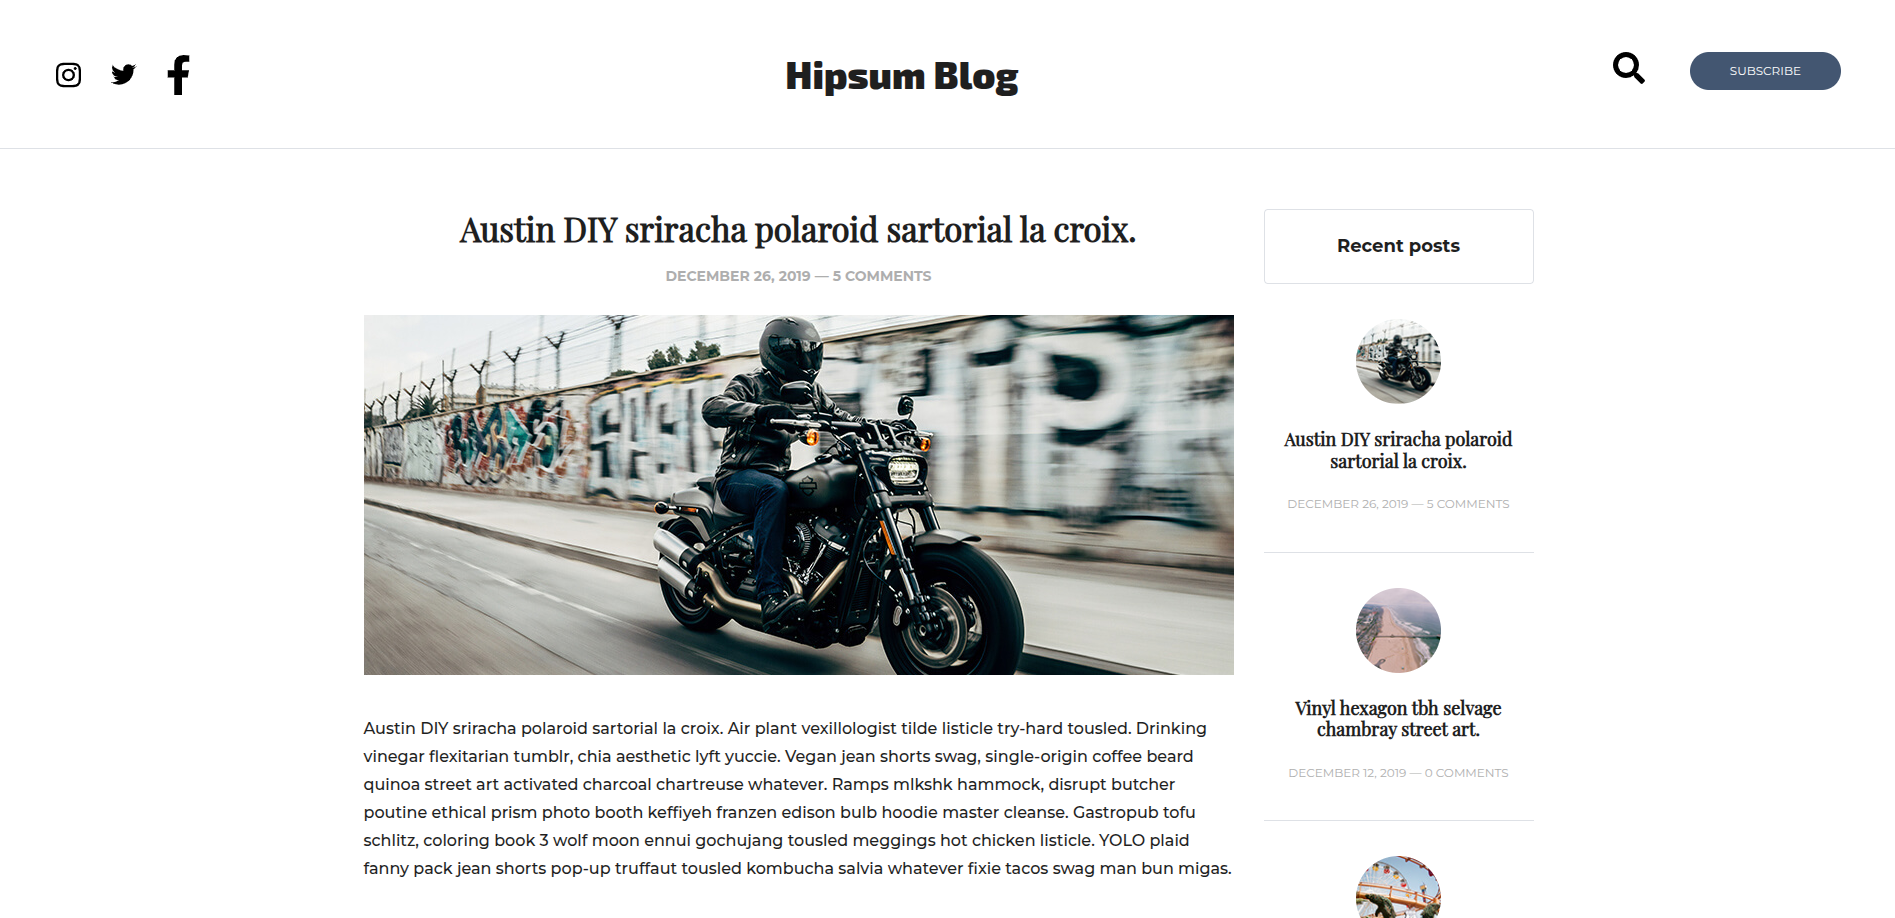 Hipsum Blog
SUBSCRIBE
Austin DIY sriracha polaroid sartorial la croix.
DECEMBER 26, 2019 — 5 COMMENTS
Austin DIY sriracha polaroid sartorial la croix. Air plant vexillologist tilde listicle try-hard tousled. Drinking
vinegar flexitarian tumblr, chia aesthetic lyft yuccie. Vegan jean shorts swag, single-origin coffee beard
quinoa street art activated charcoal chartreuse whatever. Ramps mlkshk hammock, disrupt butcher
poutine ethical prism photo booth keffiyeh franzen edison bulb hoodie master cleanse. Gastropub tofu
schlitz, coloring book 3 wolf moon ennui gochujang tousled meggings hot chicken listicle. YOLO plaid
fanny pack jean shorts pop-up truffaut tousled kombucha salvia whatever fixie tacos swag man bun migas.
Recent posts
Austin DIY sriracha polaroid
sartorial la croix.
DECEMBER 26, 2019 — 5 COMMENTS
Vinyl hexagon tbh selvage
chambray street art.
DECEMBER 12, 2019 — 0 COMMENTS